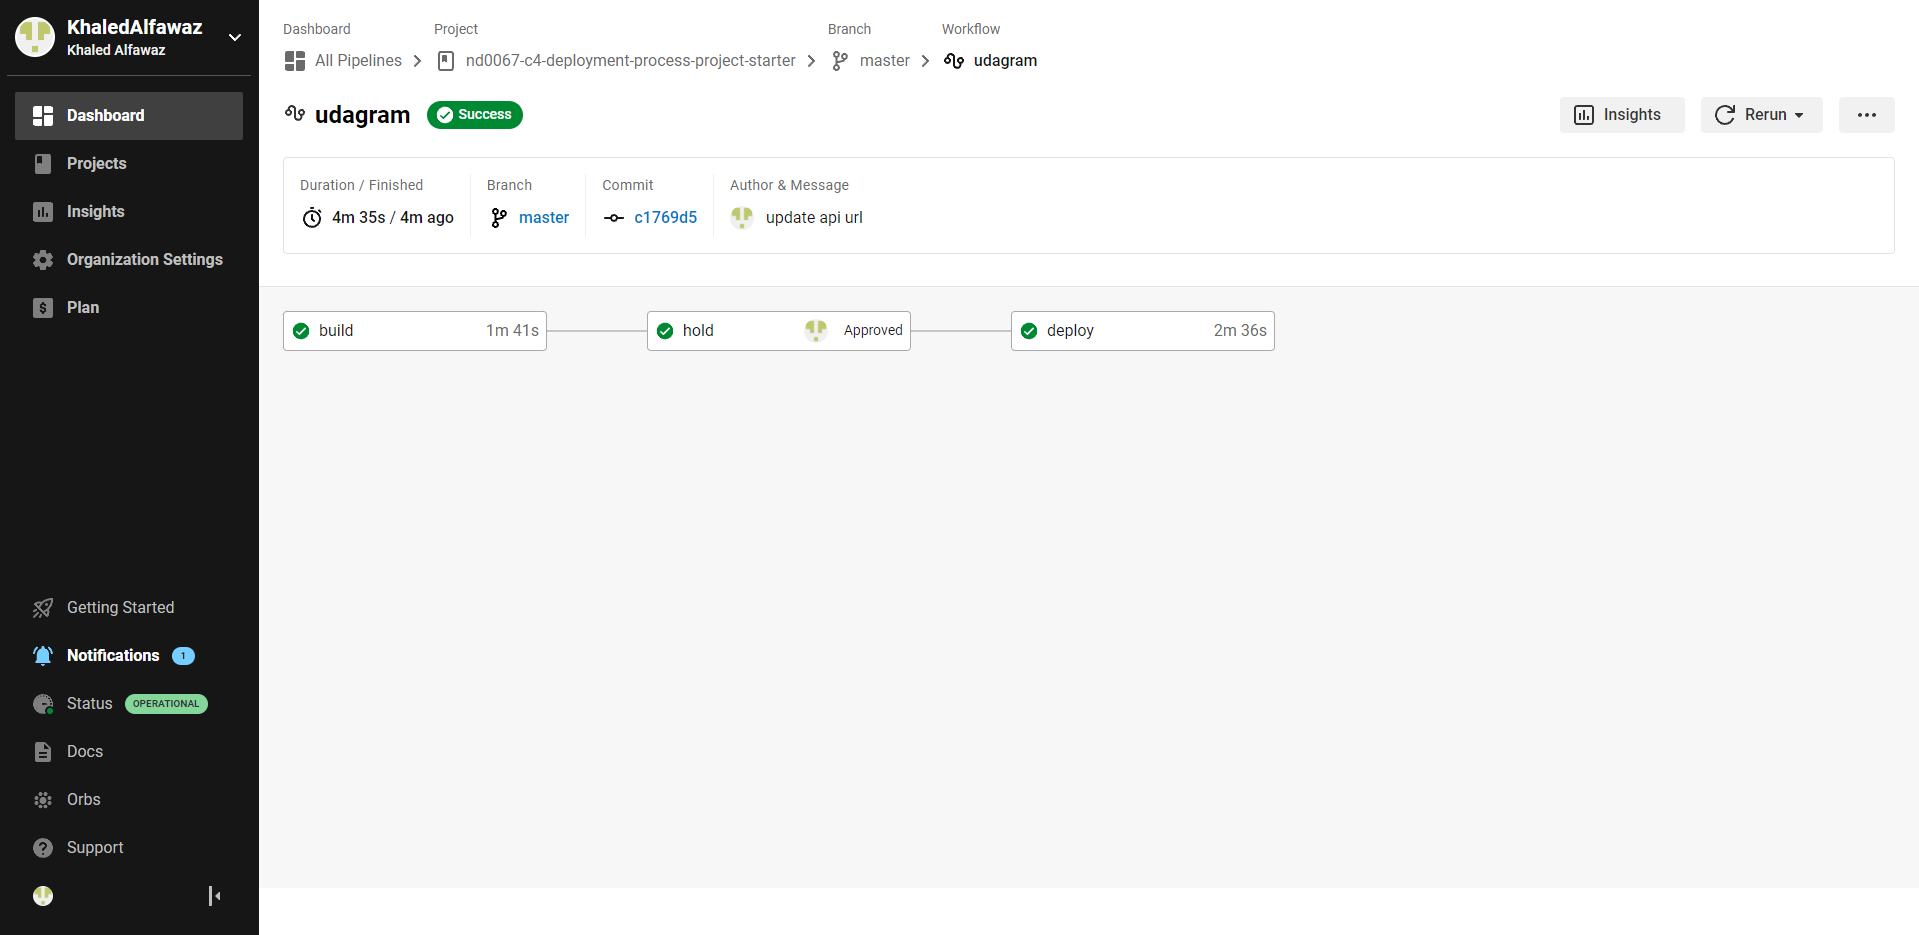 KhaledAlfawaz
Khaled Alfawaz
Dashboard
Projects
Insights
Organization Settings
Plan
Getting Started
Notifications 1
Status OPERATIONAL
Docs
Orbs
Support
Dashboard Project Branch Workflow
All Pipelines nd0067-c4-deployment-process-project-starter master udagram
udagram Success Insights Rerun
Duration / Finished Branch Commit Author & Message
4m 35s / 4m ago master c1769d5 update api url
build 1m 41s hold Approved deploy 2m 36s